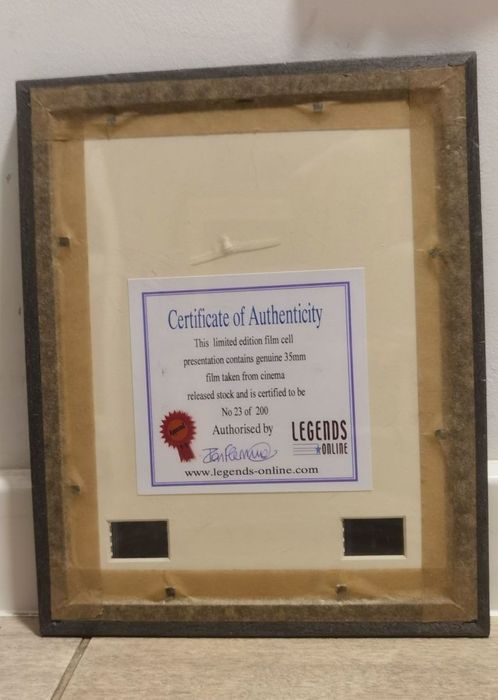 Certificate of Authenticity
This limited edition film cell
presentation contains genuine 35mm
film taken from cinema
released stock and is certified to be
No 23 of 200
Authorised by
LEGENDS
ONLINE
www.legends-online.com